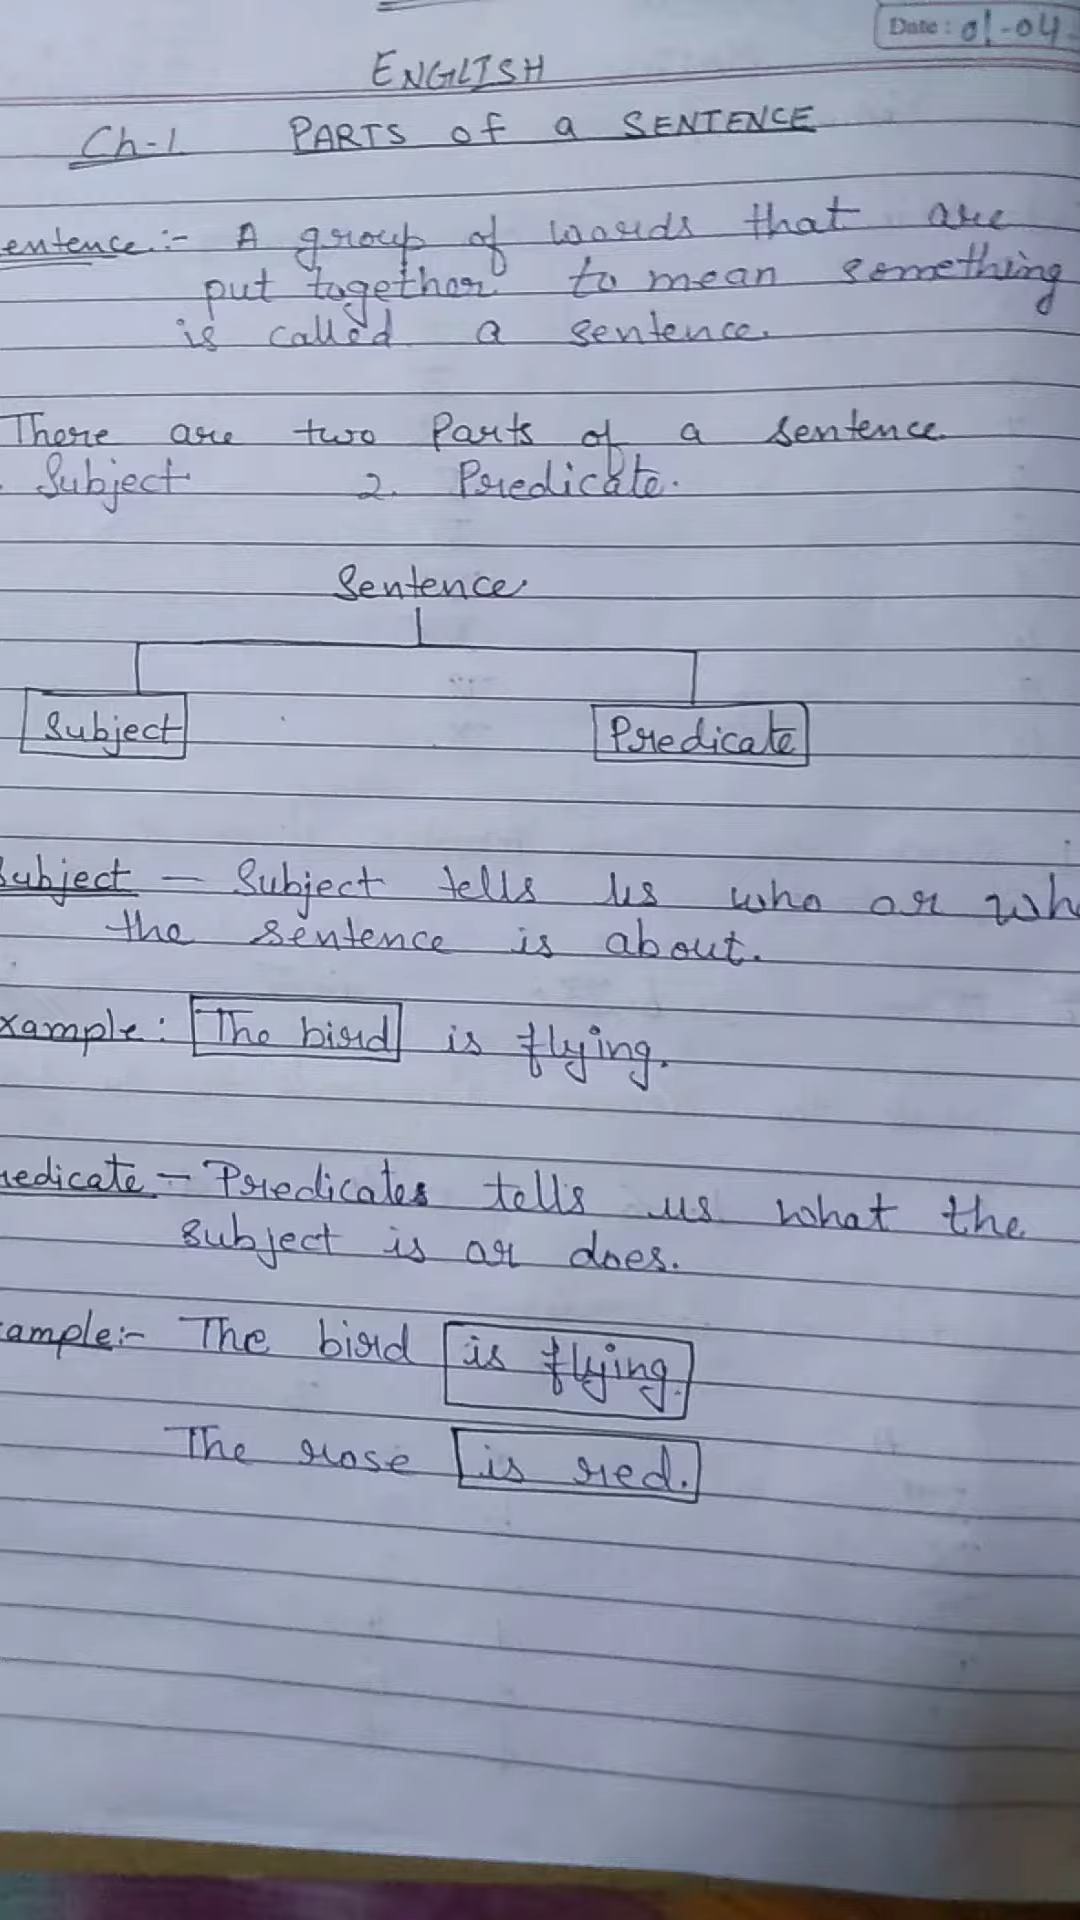 Date: 01-04
ENGLISH
Ch-1 PARTS of a SENTENCE
entence:- A group of words that are
put together to mean something
is called a sentence.
There are two Parts of a sentence
Subject 2. Predicate.
Sentence
Subject Predicate
Subject - Subject tells us who or wh
the sentence is about.
xample: The bird is flying.
redicate - Predicates tells us what the
subject is or does.
ample:- The bird is flying.
The rose is red.